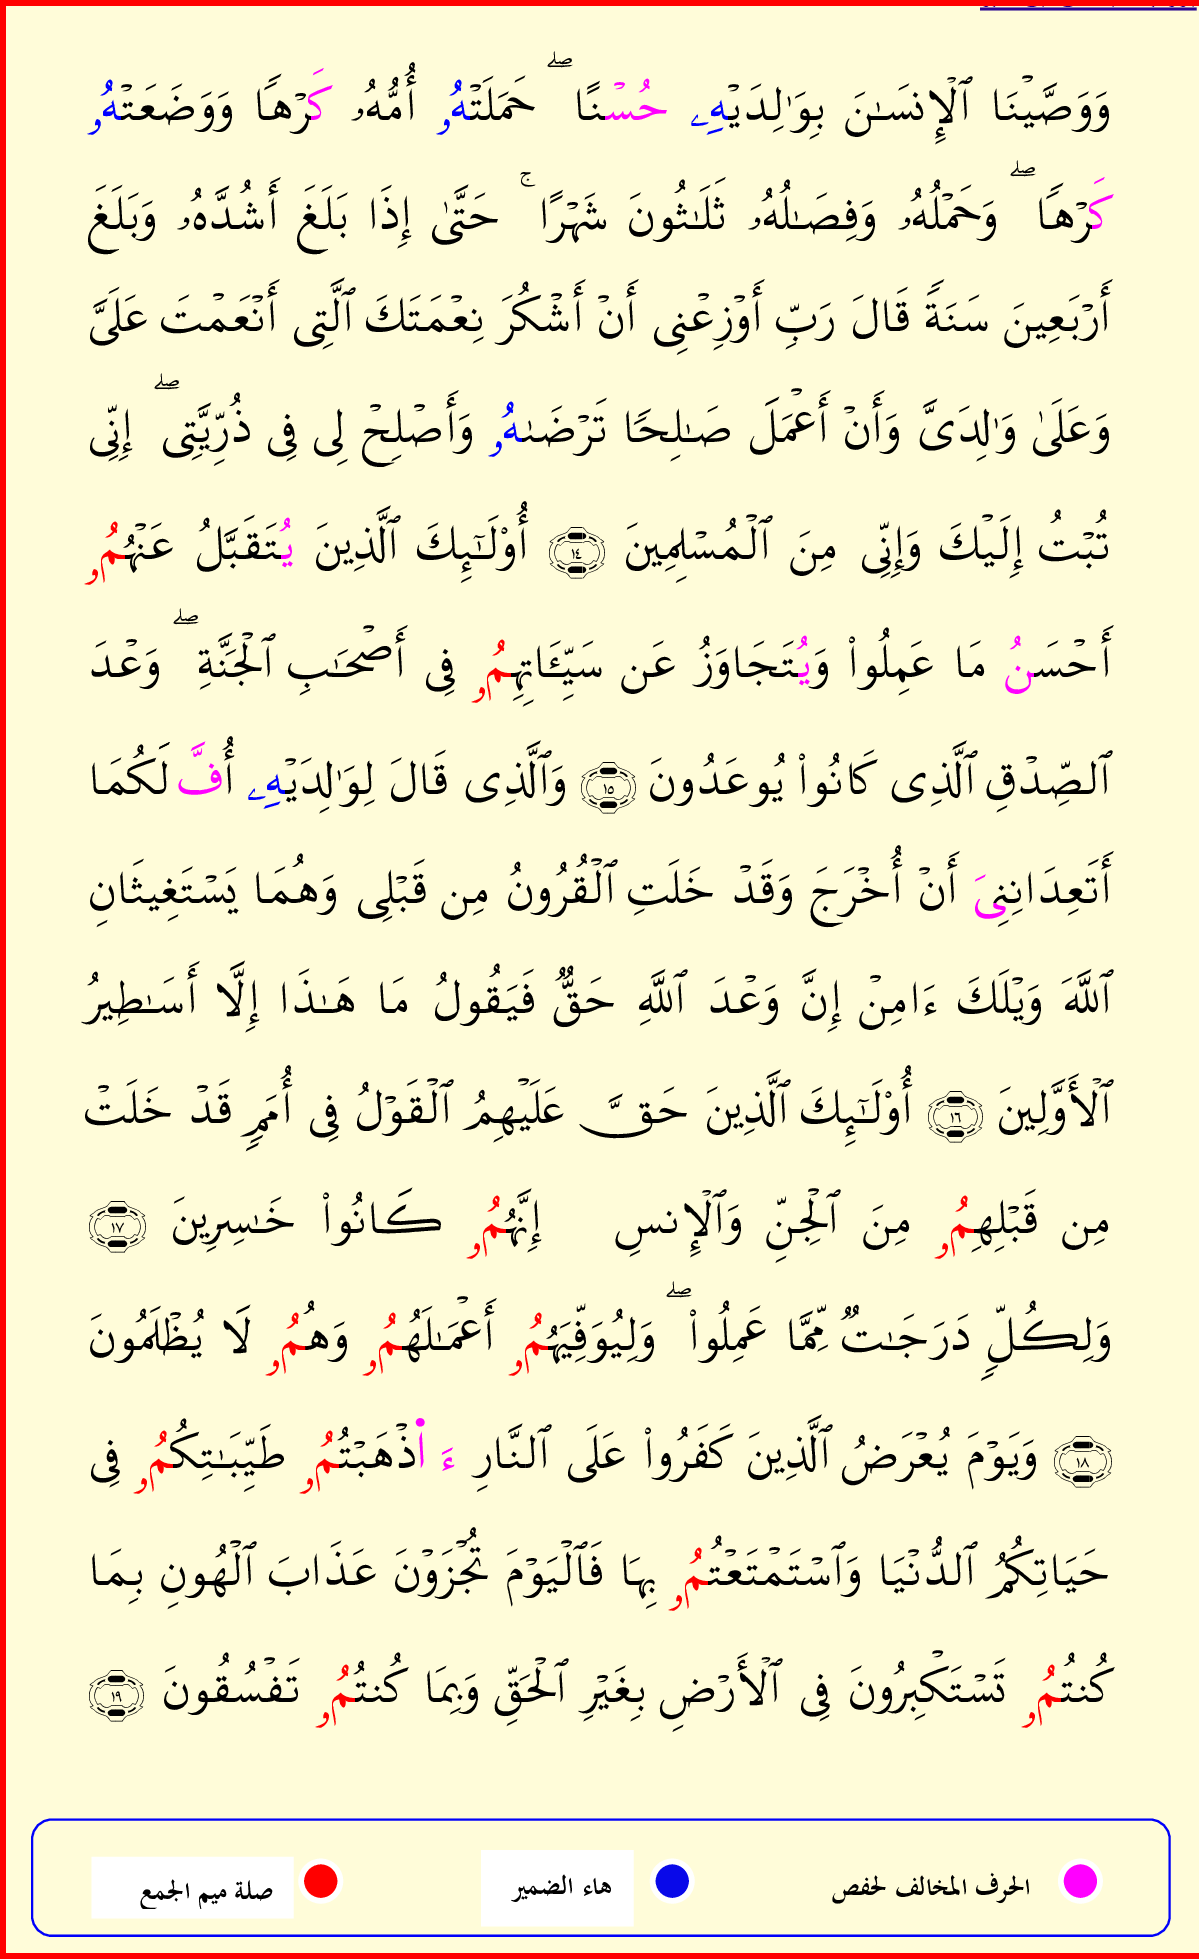 وَوَصَّيْنَا ٱلْإِنسَـٰنَ بِوَٰلِدَيْهِۦ حُسْنًا ۖ حَمَلَتْهُۥ أُمُّهُۥ كَرْهًا وَوَضَعَتْهُۥ
كَرْهًا ۖ وَحَمْلُهُۥ وَفِصَـٰلُهُۥ ثَلَـٰثُونَ شَهْرًا ۚ حَتَّىٰ إِذَا بَلَغَ أَشُدَّهُۥ وَبَلَغَ
أَرْبَعِينَ سَنَةً قَالَ رَبِّ أَوْزِعْنِى أَنْ أَشْكُرَ نِعْمَتَكَ ٱلَّتِى أَنْعَمْتَ عَلَىَّ
وَعَلَىٰ وَٰلِدَىَّ وَأَنْ أَعْمَلَ صَـٰلِحًا تَرْضَىٰهُۥ وَأَصْلِحْ لِى فِى ذُرِّيَّتِى ۖ إِنِّى
تُبْتُ إِلَيْكَ وَإِنِّى مِنَ ٱلْمُسْلِمِينَ ١٤ أُوْلَـٰٓئِكَ ٱلَّذِينَ يُتَقَبَّلُ عَنْهُمُۥ
أَحْسَنُ مَا عَمِلُوا۟ وَيُتَجَاوَزُ عَن سَيِّـَٔاتِهِمُۥ فِى أَصْحَـٰبِ ٱلْجَنَّةِ ۖ وَعْدَ
ٱلصِّدْقِ ٱلَّذِى كَانُوا۟ يُوعَدُونَ ١٥ وَٱلَّذِى قَالَ لِوَٰلِدَيْهِۦ أُفَّ لَكُمَا
أَتَعِدَانِنِىَ أَنْ أُخْرَجَ وَقَدْ خَلَتِ ٱلْقُرُونُ مِن قَبْلِى وَهُمَا يَسْتَغِيثَانِ
ٱللَّهَ وَيْلَكَ ءَامِنْ إِنَّ وَعْدَ ٱللَّهِ حَقٌّ فَيَقُولُ مَا هَـٰذَا إِلَّا أَسَـٰطِيرُ
ٱلْأَوَّلِينَ ١٦ أُوْلَـٰٓئِكَ ٱلَّذِينَ حَقَّ عَلَيْهِمُ ٱلْقَوْلُ فِى أُمَمٍ قَدْ خَلَتْ
مِن قَبْلِهِمُۥ مِنَ ٱلْجِنِّ وَٱلْإِنسِ إِنَّهُمُۥ كَانُوا۟ خَـٰسِرِينَ ١٧
وَلِكُلٍّ دَرَجَـٰتٌ مِّمَّا عَمِلُوا۟ ۖ وَلِيُوَفِّيَهُمُۥ أَعْمَـٰلَهُمُۥ وَهُمُۥ لَا يُظْلَمُونَ
١٨ وَيَوْمَ يُعْرَضُ ٱلَّذِينَ كَفَرُوا۟ عَلَى ٱلنَّارِ ءَا۬ذْهَبْتُمُۥ طَيِّبَـٰتِكُمُۥ فِى
حَيَاتِكُمُ ٱلدُّنْيَا وَٱسْتَمْتَعْتُمُۥ بِهَا فَٱلْيَوْمَ تُجْزَوْنَ عَذَابَ ٱلْهُونِ بِمَا
كُنتُمُۥ تَسْتَكْبِرُونَ فِى ٱلْأَرْضِ بِغَيْرِ ٱلْحَقِّ وَبِمَا كُنتُمُۥ تَفْسُقُونَ ١٩
الحرف المخالف لحفص هاء الضمير صلة ميم الجمع